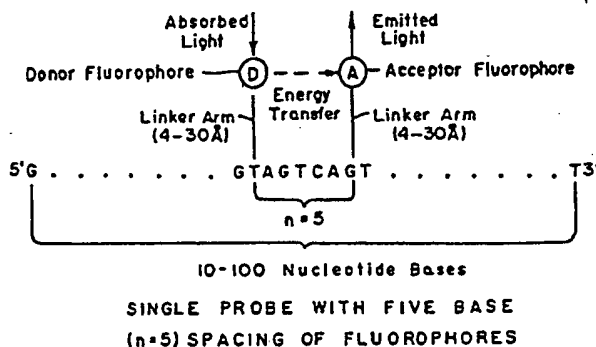 Absorbed Light
Emitted Light
Donor Fluorophore
D
A
Acceptor Fluorophore
Energy Transfer
Linker Arm (4-30Å)
Linker Arm (4-30Å)
5'G . . . . . . . GTAGTCAGT . . . . . . . T3'
n=5
10-100 Nucleotide Bases
SINGLE PROBE WITH FIVE BASE
(n=5) SPACING OF FLUOROPHORES